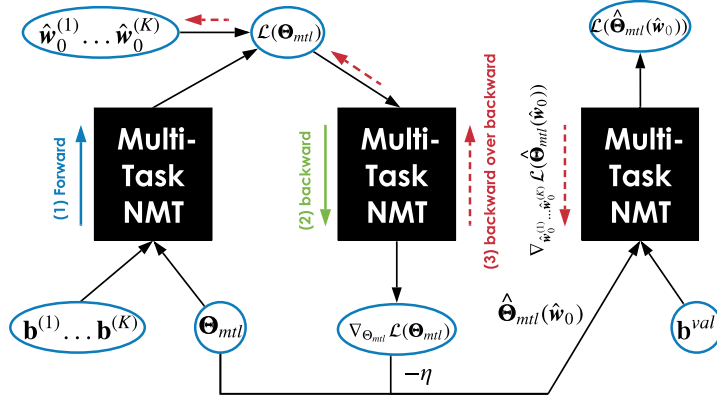 ŵ₀⁽¹⁾ … ŵ₀⁽ᴷ⁾
ℒ(Θₘₜₗ)
ℒ(Θ̂ₘₜₗ(ŵ₀))
(1) Forward
Multi-
Task
NMT
(2) backward
Multi-
Task
NMT
(3) backward over backward
∇_{ŵ₀⁽¹⁾…ŵ₀⁽ᴷ⁾} ℒ(Θ̂ₘₜₗ(ŵ₀))
Multi-
Task
NMT
b⁽¹⁾ … b⁽ᴷ⁾
Θₘₜₗ
∇_{Θₘₜₗ} ℒ(Θₘₜₗ)
Θ̂ₘₜₗ(ŵ₀)
bᵛᵃˡ
−η